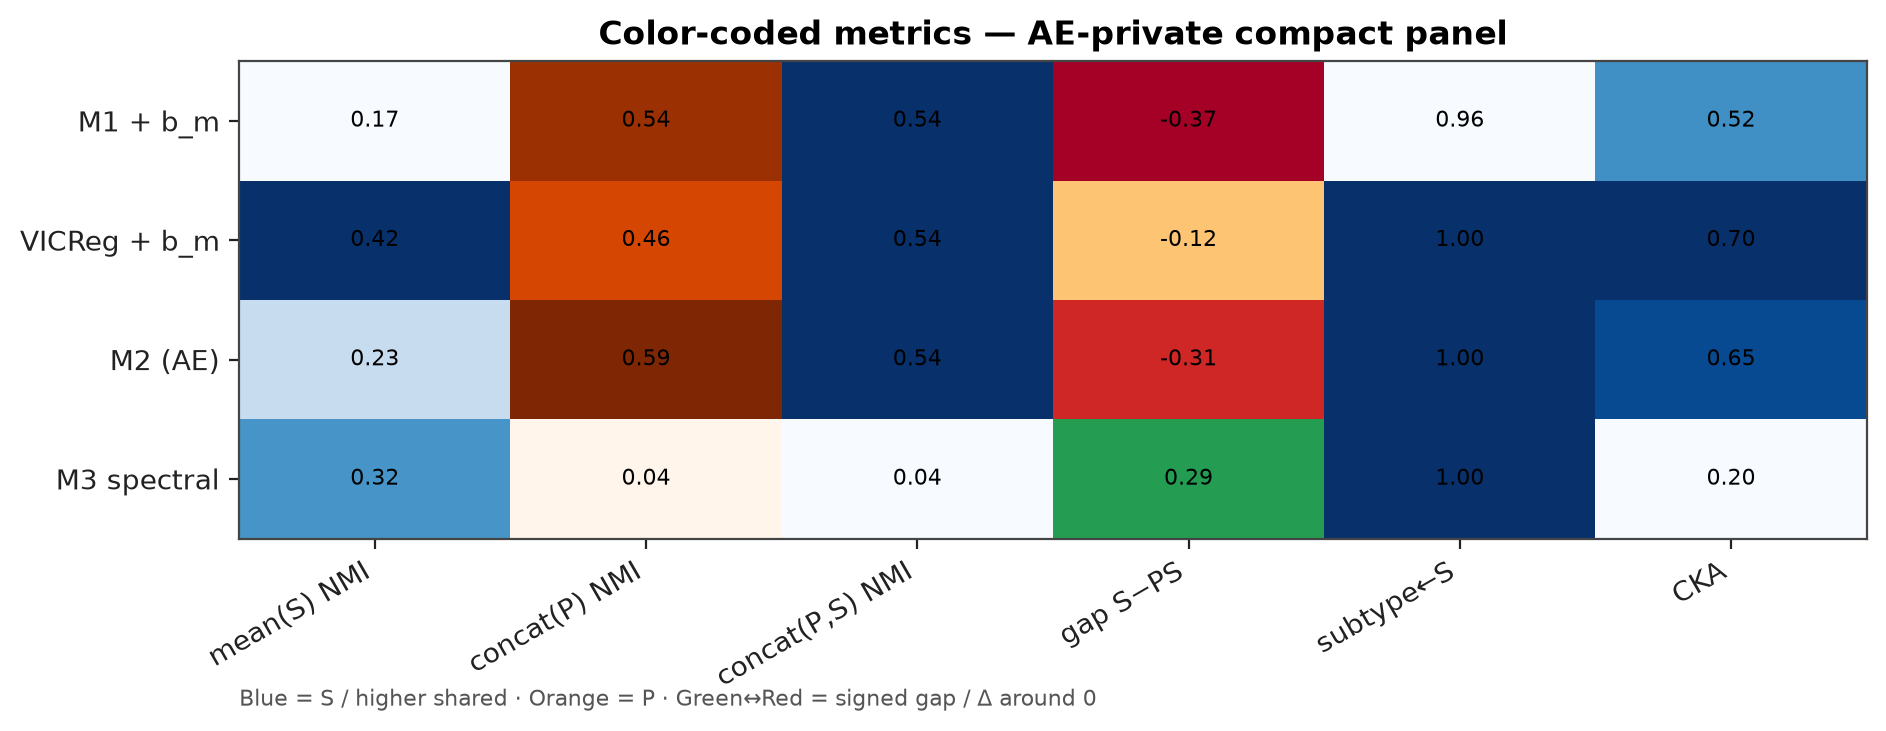 Color-coded metrics — AE-private compact panel
M1 + b_m 0.17 0.54 0.54 -0.37 0.96 0.52
VICReg + b_m 0.42 0.46 0.54 -0.12 1.00 0.70
M2 (AE) 0.23 0.59 0.54 -0.31 1.00 0.65
M3 spectral 0.32 0.04 0.04 0.29 1.00 0.20
mean(S) NMI
concat(P) NMI
concat(P,S) NMI
gap S−PS
subtype←S
CKA
Blue = S / higher shared · Orange = P · Green↔Red = signed gap / Δ around 0